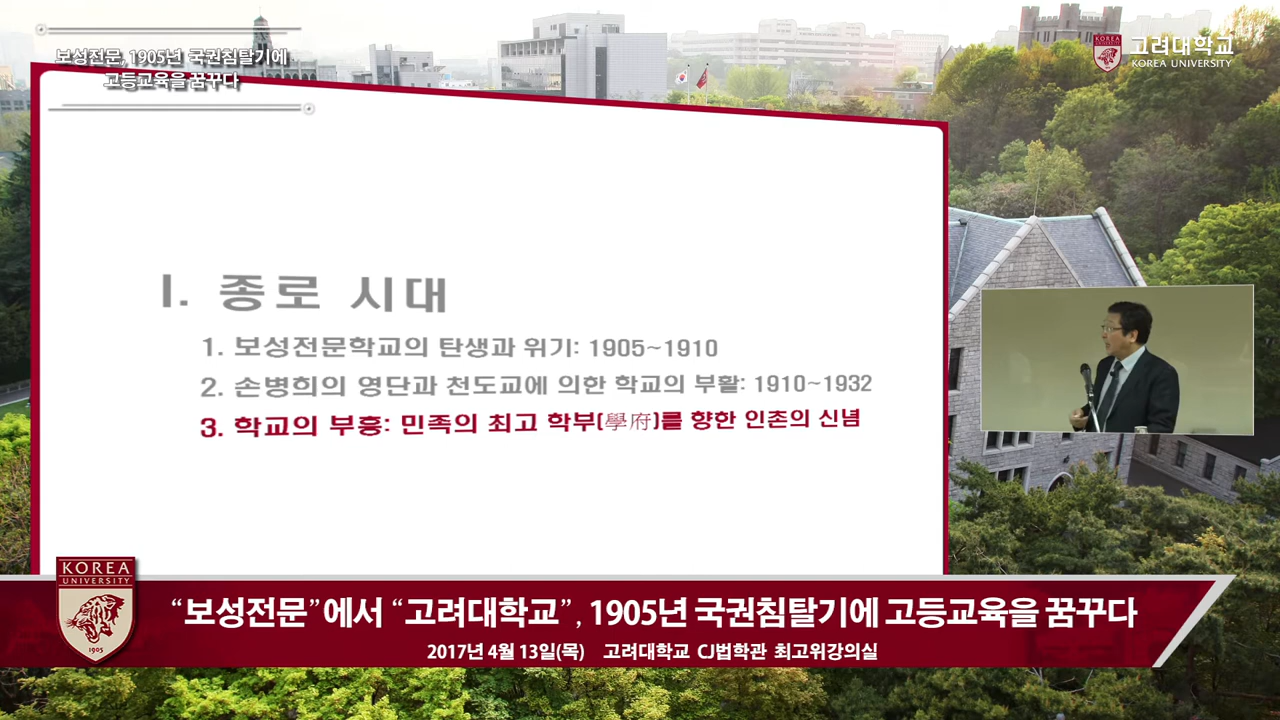 보성전문, 1905년 국권침탈기에
고등교육을 꿈꾸다
고려대학교
KOREA UNIVERSITY
I. 종로 시대
1. 보성전문학교의 탄생과 위기: 1905~1910
2. 손병희의 영단과 천도교에 의한 학교의 부활: 1910~1932
3. 학교의 부흥: 민족의 최고 학부(學府)를 향한 인촌의 신념
KOREA
UNIVERSITY
1905
“보성전문”에서 “고려대학교”, 1905년 국권침탈기에 고등교육을 꿈꾸다
2017년 4월 13일(목) 고려대학교 CJ법학관 최고위강의실